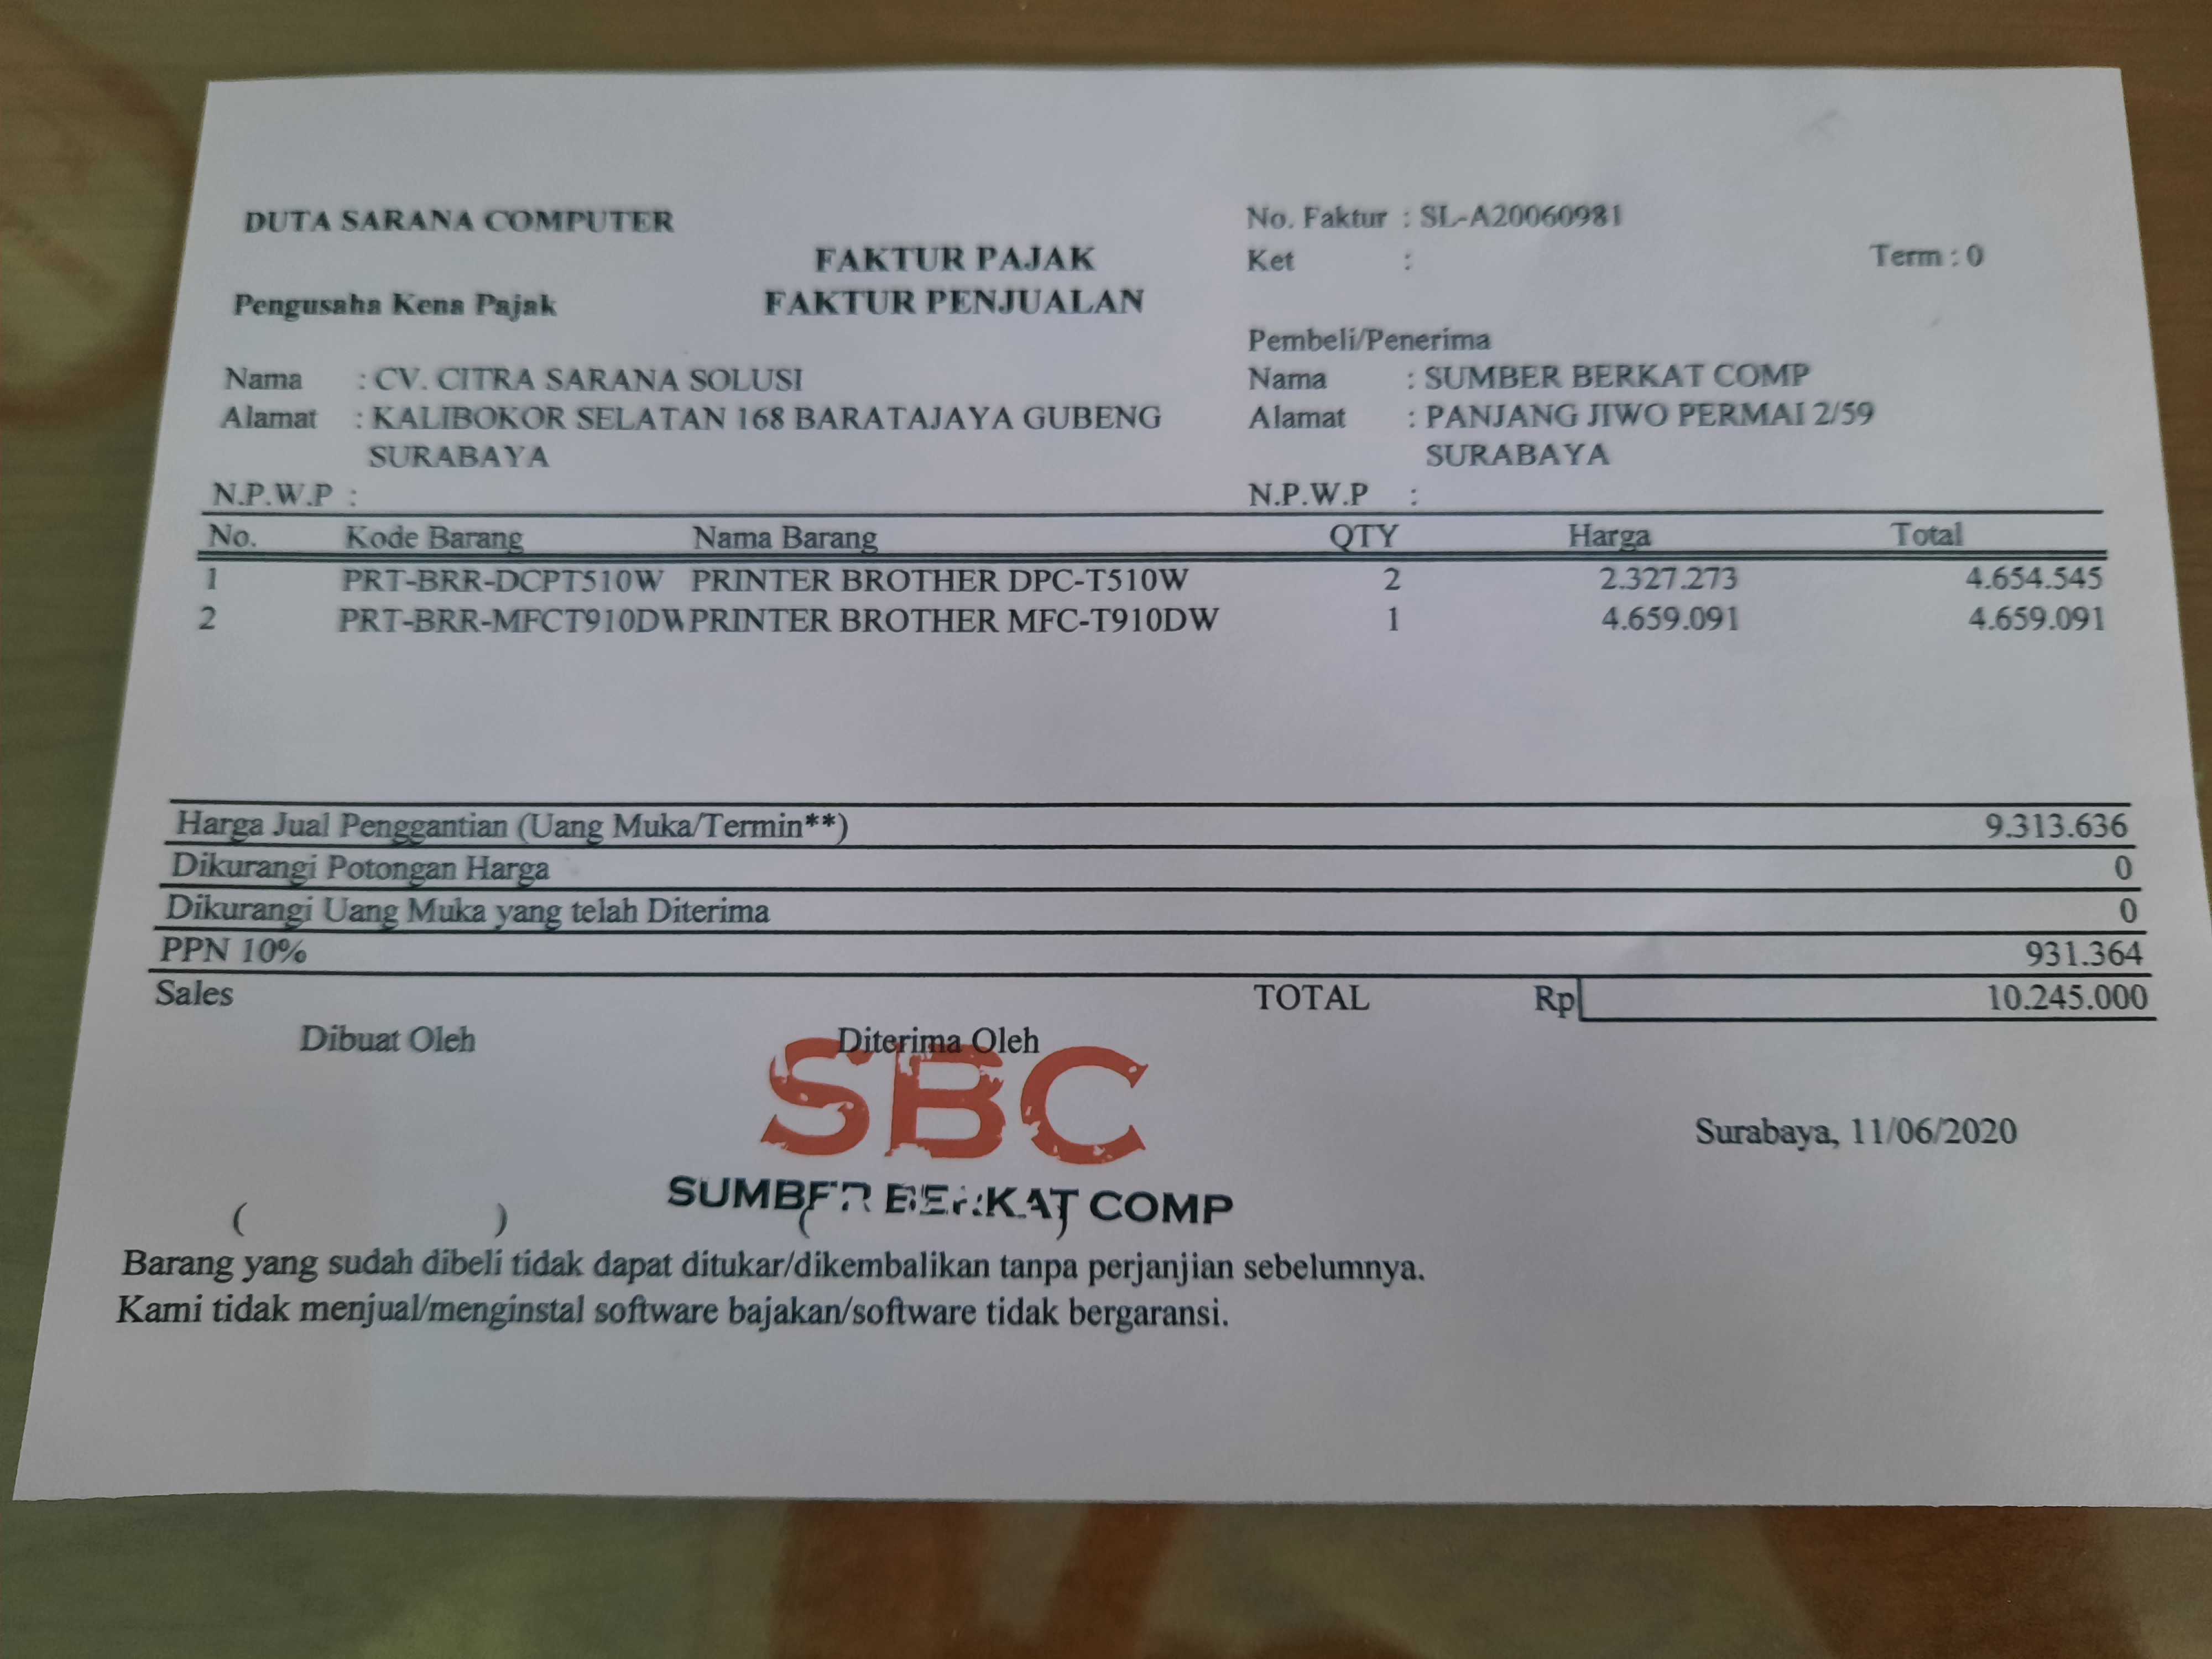 DUTA SARANA COMPUTER
FAKTUR PAJAK
FAKTUR PENJUALAN
Pengusaha Kena Pajak
No. Faktur : SL-A20060981
Ket :
Term : 0
Nama : CV. CITRA SARANA SOLUSI
Alamat : KALIBOKOR SELATAN 168 BARATAJAYA GUBENG
SURABAYA
N.P.W.P :
Pembeli/Penerima
Nama : SUMBER BERKAT COMP
Alamat : PANJANG JIWO PERMAI 2/59
SURABAYA
N.P.W.P :
No. Kode Barang Nama Barang QTY Harga Total
1 PRT-BRR-DCPT510W PRINTER BROTHER DPC-T510W 2 2.327.273 4.654.545
2 PRT-BRR-MFCT910DW PRINTER BROTHER MFC-T910DW 1 4.659.091 4.659.091
Harga Jual Penggantian (Uang Muka/Termin**) 9.313.636
Dikurangi Potongan Harga 0
Dikurangi Uang Muka yang telah Diterima 0
PPN 10% 931.364
Sales TOTAL Rp 10.245.000
Dibuat Oleh Diterima Oleh
SBC
SUMBER BERKAT COMP
Surabaya, 11/06/2020
( ) ( )
Barang yang sudah dibeli tidak dapat ditukar/dikembalikan tanpa perjanjian sebelumnya.
Kami tidak menjual/menginstal software bajakan/software tidak bergaransi.